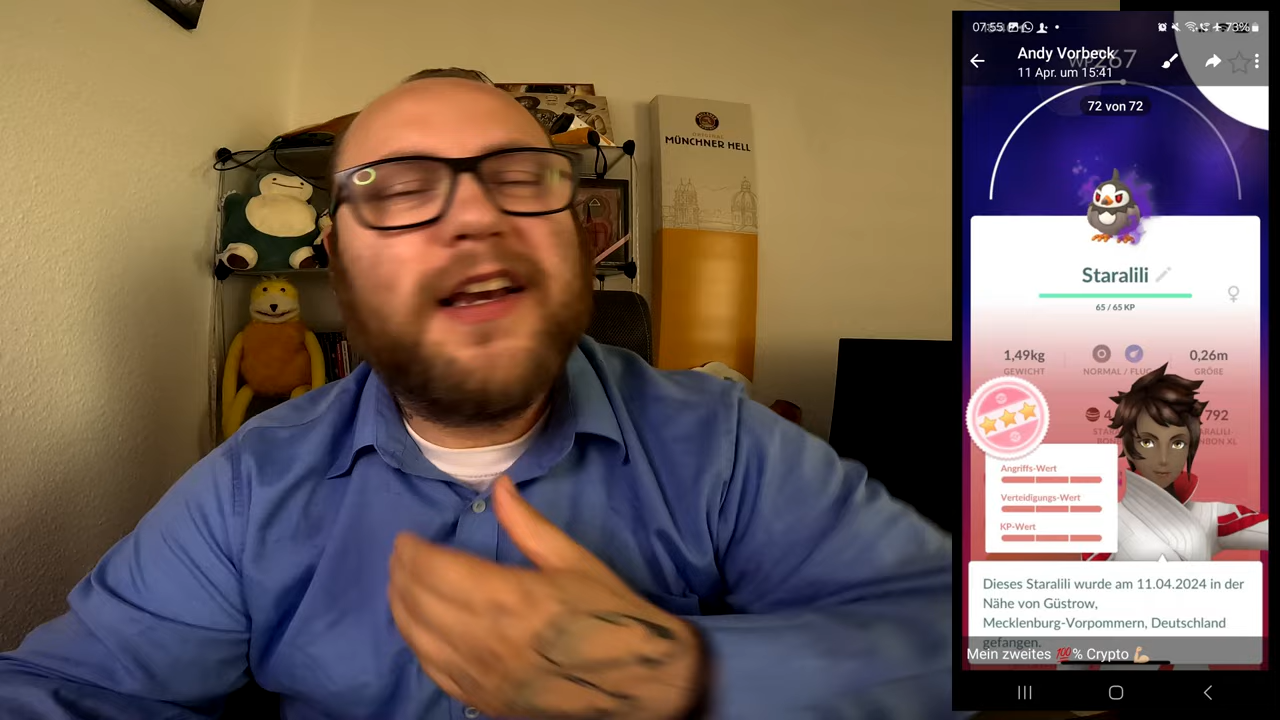 MÜNCHNER HELL
07:55
73%
Andy Vorbeck
11 Apr. um 15:41
WP267
72 von 72
Staralili
65 / 65 KP
1,49kg
GEWICHT
NORMAL / FLUG
0,26m
GRÖßE
792
Angriffs-Wert
Verteidigungs-Wert
KP-Wert
Dieses Staralili wurde am 11.04.2024 in der
Nähe von Güstrow,
Mecklenburg-Vorpommern, Deutschland
gefangen.
Mein zweites 💯% Crypto 💪🏼